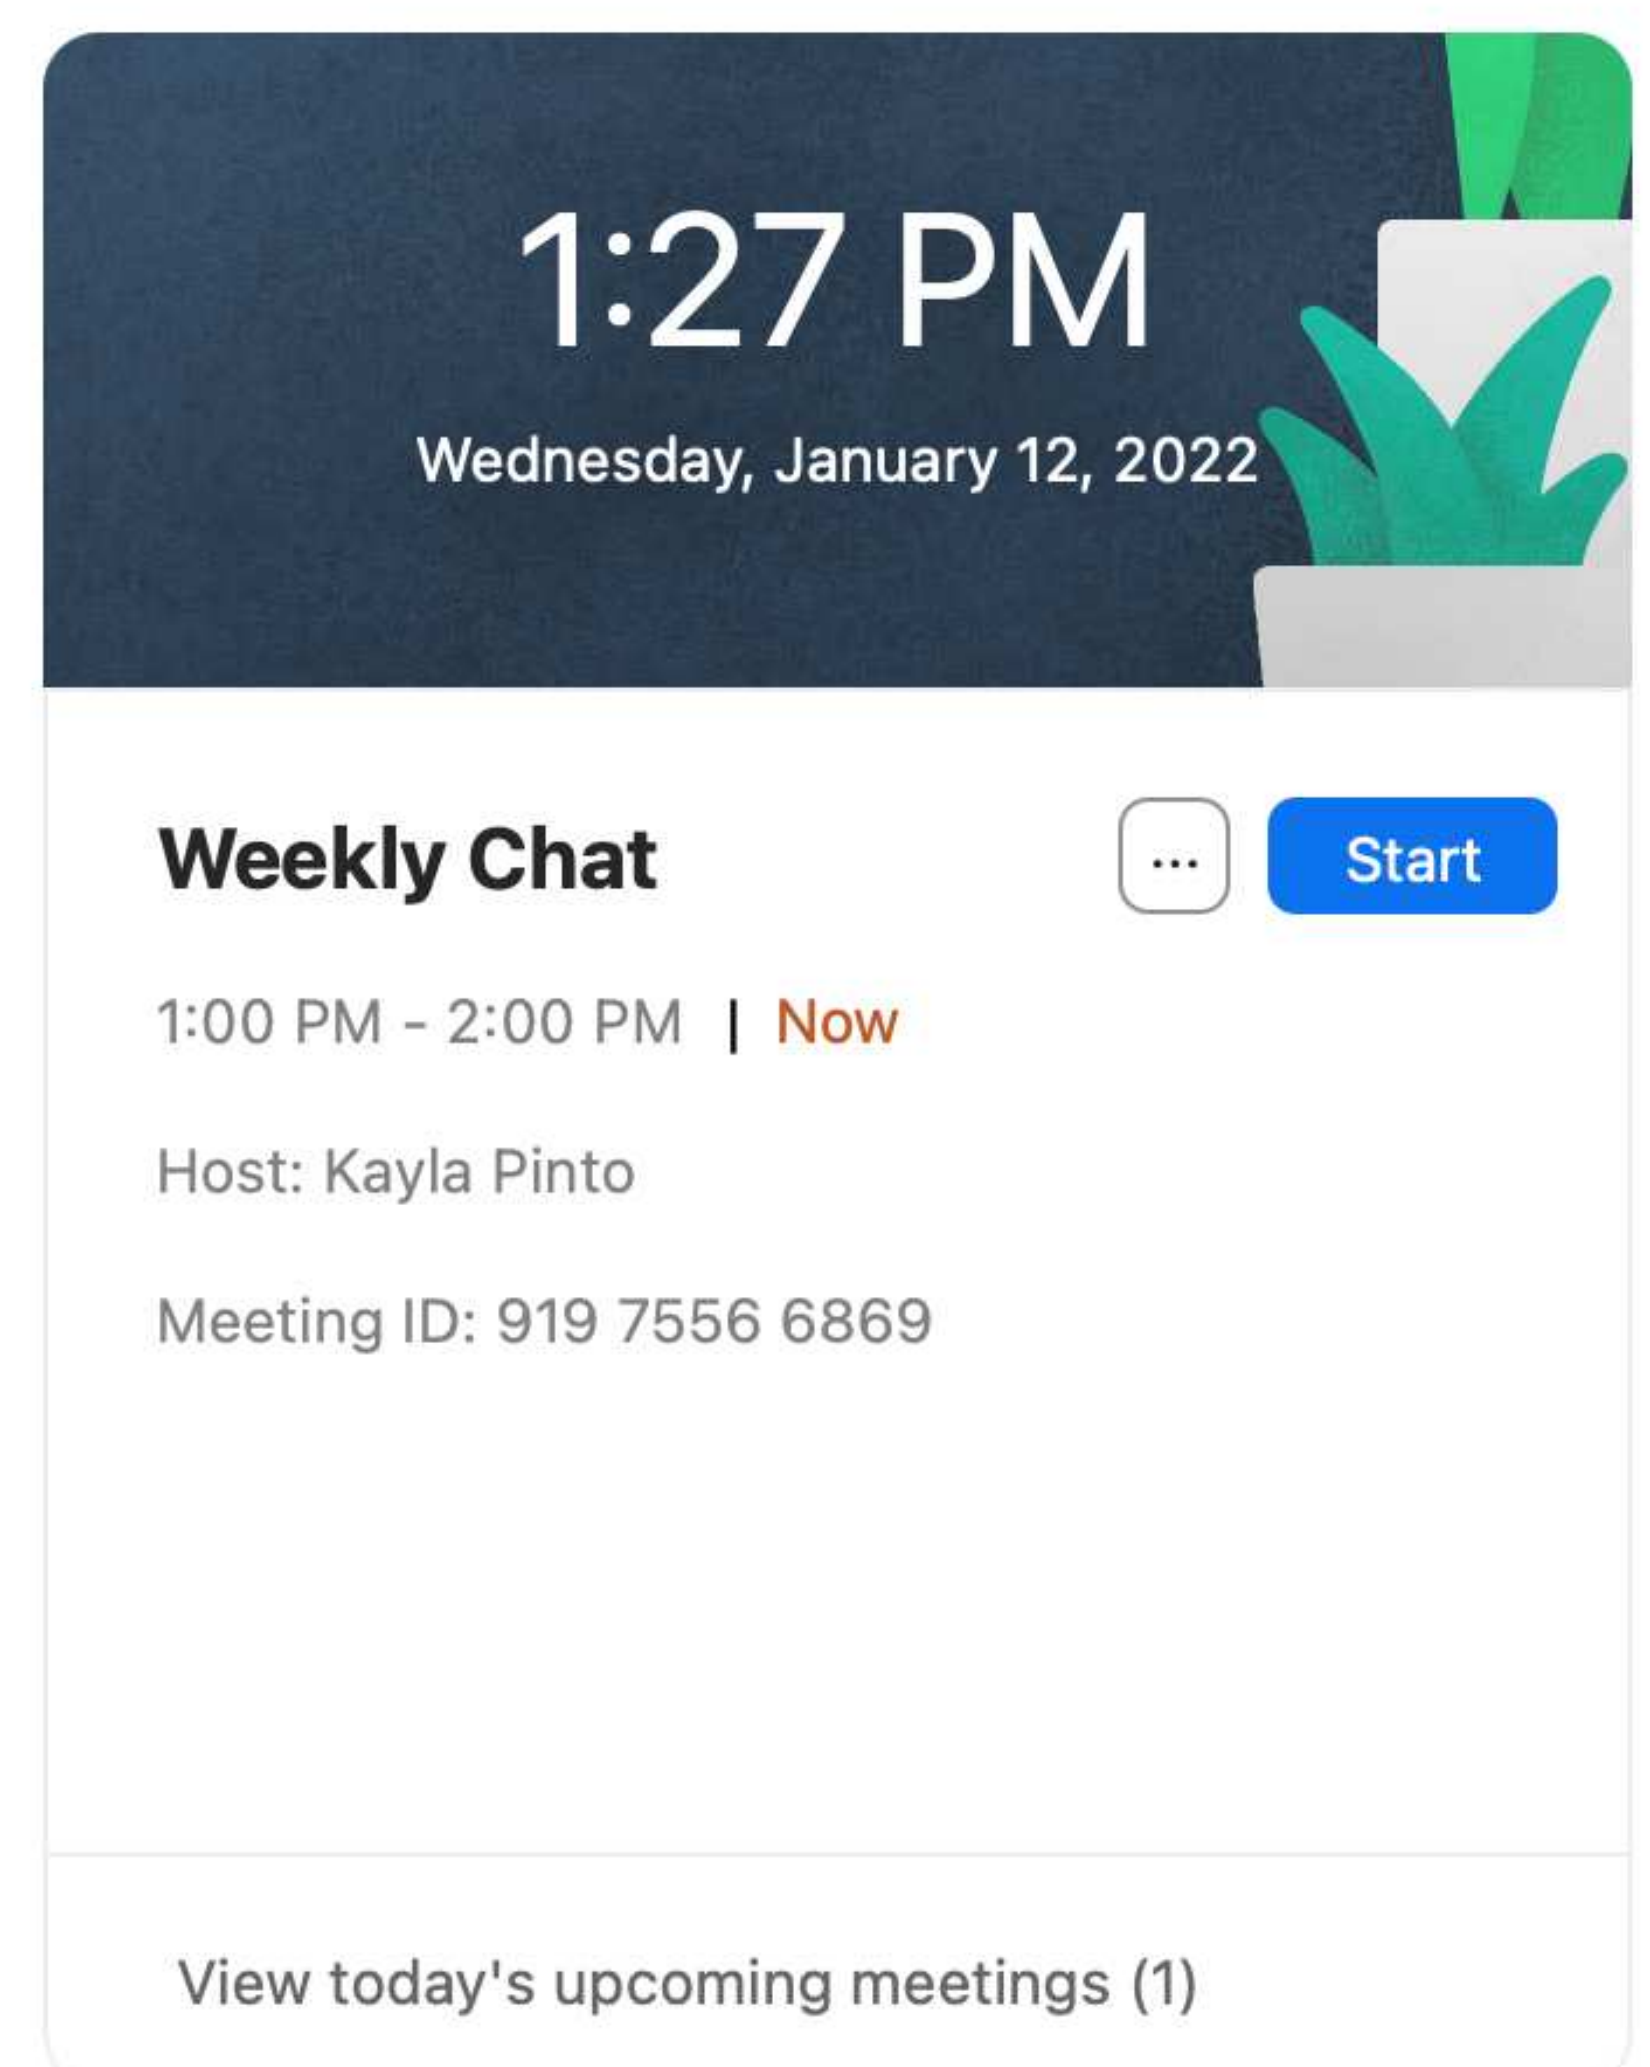 1:27 PM
Wednesday, January 12, 2022
Weekly Chat
...
Start
1:00 PM - 2:00 PM | Now
Host: Kayla Pinto
Meeting ID: 919 7556 6869
View today's upcoming meetings (1)